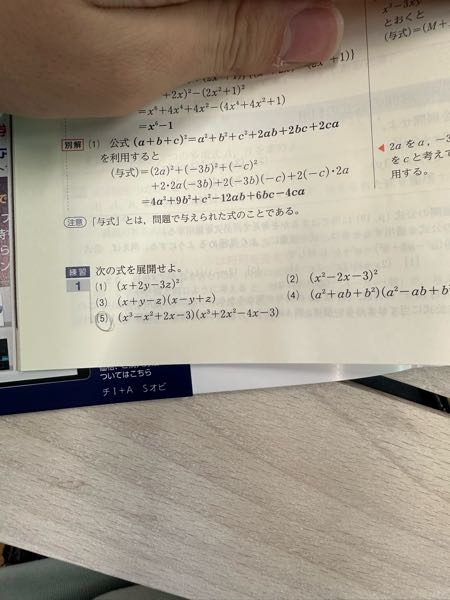 +2x)²-(2x²+1)²
=x⁶+4x⁴+4x²-(4x⁴+4x²+1)
=x⁶-1
別解 (1) 公式 (a+b+c)²=a²+b²+c²+2ab+2bc+2ca
を利用すると
(与式)=(2a)²+(-3b)²+(-c)²
+2・2a(-3b)+2(-3b)(-c)+2(-c)・2a
=4a²+9b²+c²-12ab+6bc-4ca
注意 「与式」とは、問題で与えられた式のことである。
とおくと
(与式)=(M+
◀ 2a を a, -3
を c と考えて
用する。
練習 次の式を展開せよ。
1 (1) (x+2y-3z)² (2) (x²-2x-3)²
(3) (x+y-z)(x-y+z) (4) (a²+ab+b²)(a²-ab+b
(5) (x³-x²+2x-3)(x³+2x²-4x-3)
ついてはこちら
チI+A Sオビ